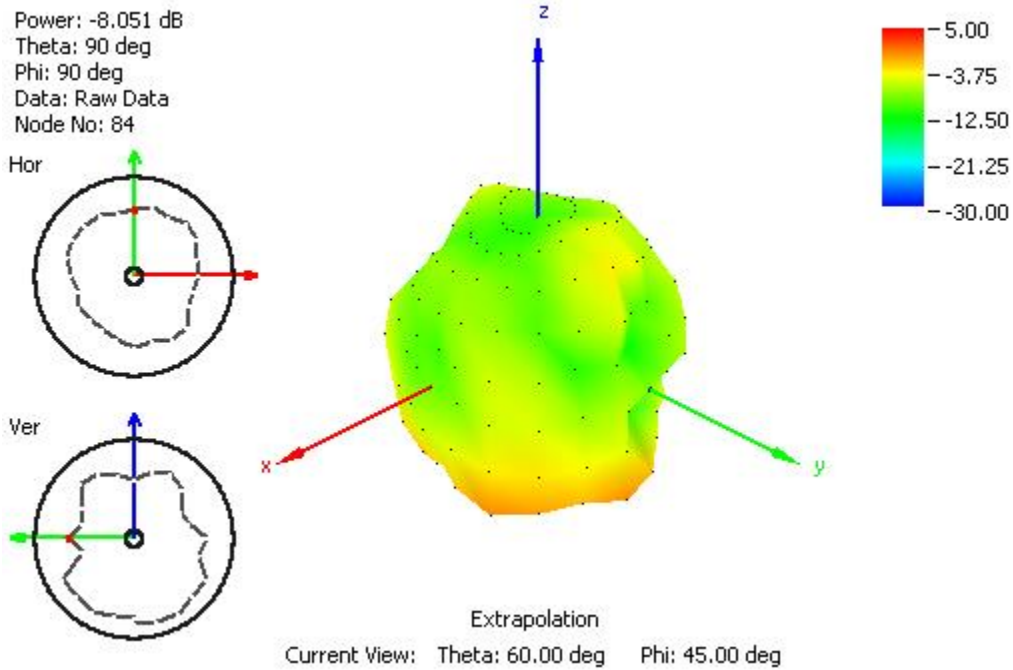 Power: -8.051 dB
Theta: 90 deg
Phi: 90 deg
Data: Raw Data
Node No: 84
Hor
Ver
z
x
y
5.00
-3.75
-12.50
-21.25
-30.00
Extrapolation
Current View: Theta: 60.00 deg Phi: 45.00 deg